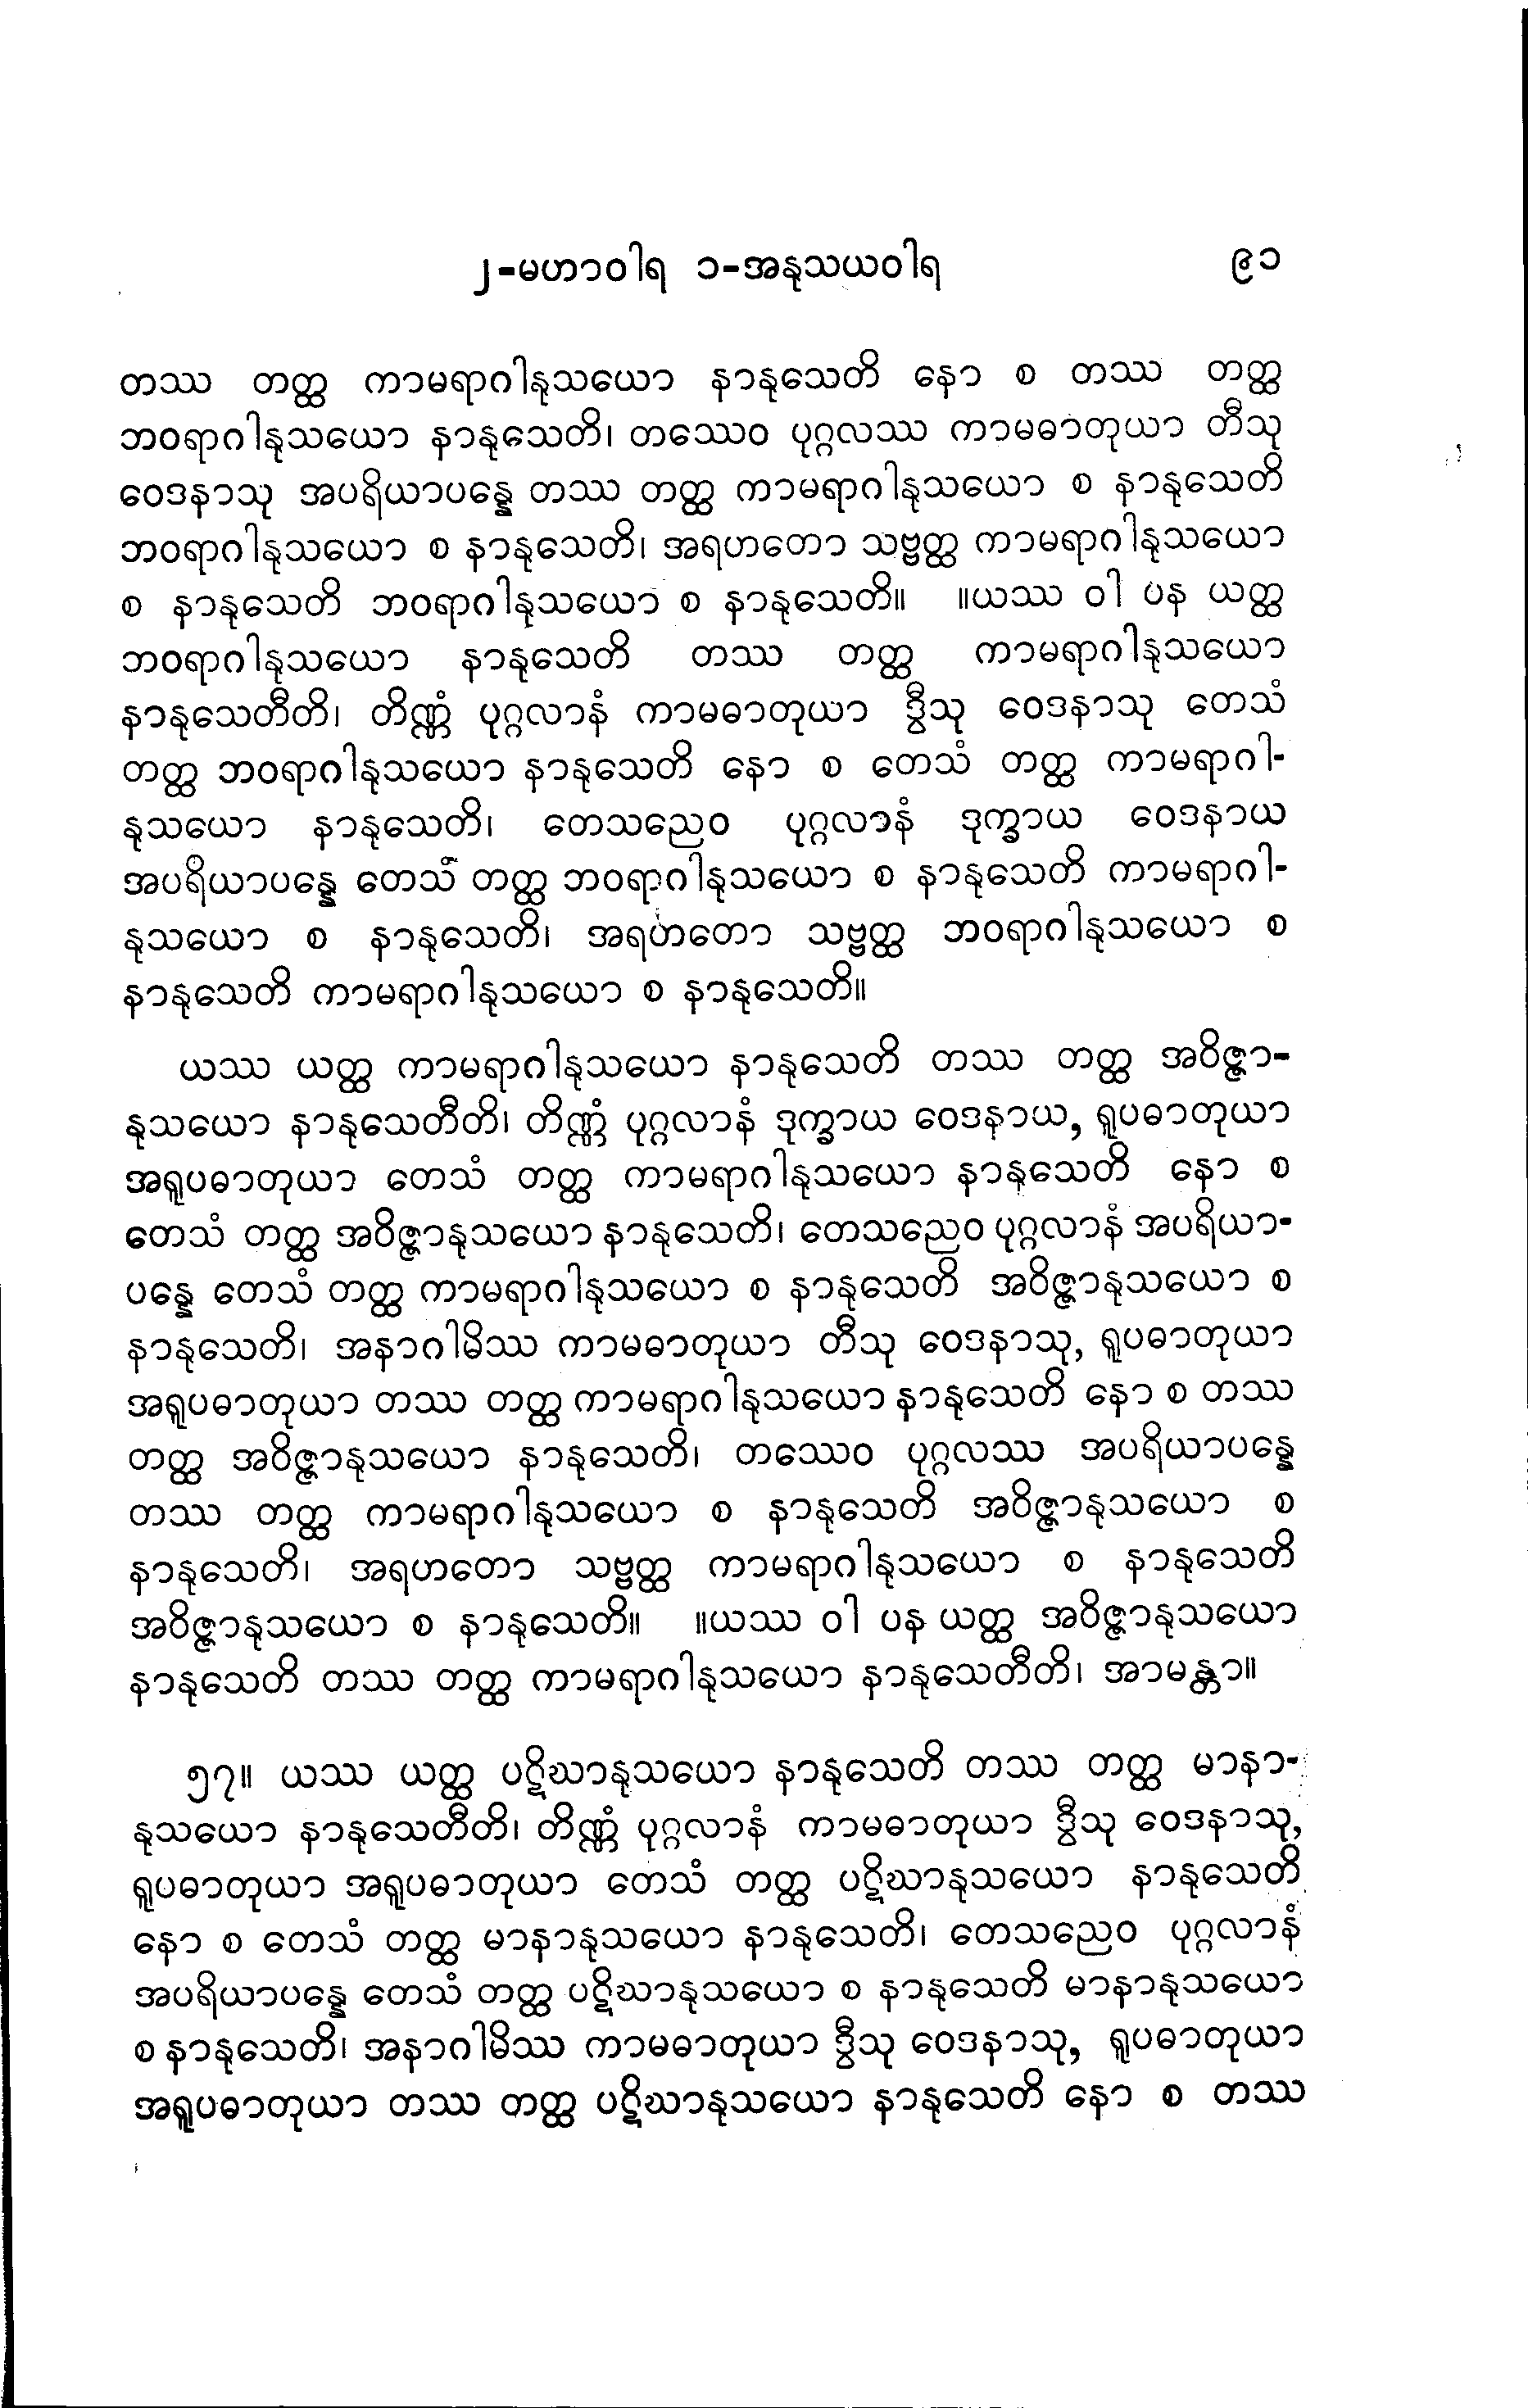 ၂-မဟာဝါရ ၁-အနုသယဝါရ ၉၁
တဿ တတ္ထ ကာမရာဂါနုသယော နာနုသေတိ နော စ တဿ တတ္ထ
ဘဝရာဂါနုသယော နာနုသေတိ၊ တဿေဝ ပုဂ္ဂလဿ ကာမဓာတုယာ တီသု
ဝေဒနာသု အပရိယာပန္နေ တဿ တတ္ထ ကာမရာဂါနုသယော စ နာနုသေတိ
ဘဝရာဂါနုသယော စ နာနုသေတိ၊ အရဟတော သဗ္ဗတ္ထ ကာမရာဂါနုသယော
စ နာနုသေတိ ဘဝရာဂါနုသယော စ နာနုသေတိ။ ။ယဿ ဝါ ပန ယတ္ထ
ဘဝရာဂါနုသယော နာနုသေတိ တဿ တတ္ထ ကာမရာဂါနုသယော
နာနုသေတီတိ၊ တိဏ္ဏံ ပုဂ္ဂလာနံ ကာမဓာတုယာ ဒွီသု ဝေဒနာသု တေသံ
တတ္ထ ဘဝရာဂါနုသယော နာနုသေတိ နော စ တေသံ တတ္ထ ကာမရာဂါ-
နုသယော နာနုသေတိ၊ တေသညေဝ ပုဂ္ဂလာနံ ဒုက္ခာယ ဝေဒနာယ
အပရိယာပန္နေ တေသံ တတ္ထ ဘဝရာဂါနုသယော စ နာနုသေတိ ကာမရာဂါ-
နုသယော စ နာနုသေတိ၊ အရဟတော သဗ္ဗတ္ထ ဘဝရာဂါနုသယော စ
နာနုသေတိ ကာမရာဂါနုသယော စ နာနုသေတိ။
ယဿ ယတ္ထ ကာမရာဂါနုသယော နာနုသေတိ တဿ တတ္ထ အဝိဇ္ဇာ-
နုသယော နာနုသေတီတိ၊ တိဏ္ဏံ ပုဂ္ဂလာနံ ဒုက္ခာယ ဝေဒနာယ, ရူပဓာတုယာ
အရူပဓာတုယာ တေသံ တတ္ထ ကာမရာဂါနုသယော နာနုသေတိ နော စ
တေသံ တတ္ထ အဝိဇ္ဇာနုသယော နာနုသေတိ၊ တေသညေဝ ပုဂ္ဂလာနံ အပရိယာ-
ပန္နေ တေသံ တတ္ထ ကာမရာဂါနုသယော စ နာနုသေတိ အဝိဇ္ဇာနုသယော စ
နာနုသေတိ၊ အနာဂါမိဿ ကာမဓာတုယာ တီသု ဝေဒနာသု, ရူပဓာတုယာ
အရူပဓာတုယာ တဿ တတ္ထ ကာမရာဂါနုသယော နာနုသေတိ နော စ တဿ
တတ္ထ အဝိဇ္ဇာနုသယော နာနုသေတိ၊ တဿေဝ ပုဂ္ဂလဿ အပရိယာပန္နေ
တဿ တတ္ထ ကာမရာဂါနုသယော စ နာနုသေတိ အဝိဇ္ဇာနုသယော စ
နာနုသေတိ၊ အရဟတော သဗ္ဗတ္ထ ကာမရာဂါနုသယော စ နာနုသေတိ
အဝိဇ္ဇာနုသယော စ နာနုသေတိ။ ။ယဿ ဝါ ပန ယတ္ထ အဝိဇ္ဇာနုသယော
နာနုသေတိ တဿ တတ္ထ ကာမရာဂါနုသယော နာနုသေတီတိ၊ အာမန္တာ။
၅၇။ ယဿ ယတ္ထ ပဋိဃာနုသယော နာနုသေတိ တဿ တတ္ထ မာနာ-
နုသယော နာနုသေတီတိ၊ တိဏ္ဏံ ပုဂ္ဂလာနံ ကာမဓာတုယာ ဒွီသု ဝေဒနာသု,
ရူပဓာတုယာ အရူပဓာတုယာ တေသံ တတ္ထ ပဋိဃာနုသယော နာနုသေတိ
နော စ တေသံ တတ္ထ မာနာနုသယော နာနုသေတိ၊ တေသညေဝ ပုဂ္ဂလာနံ
အပရိယာပန္နေ တေသံ တတ္ထ ပဋိဃာနုသယော စ နာနုသေတိ မာနာနုသယော
စ နာနုသေတိ၊ အနာဂါမိဿ ကာမဓာတုယာ ဒွီသု ဝေဒနာသု, ရူပဓာတုယာ
အရူပဓာတုယာ တဿ တတ္ထ ပဋိဃာနုသယော နာနုသေတိ နော စ တဿ